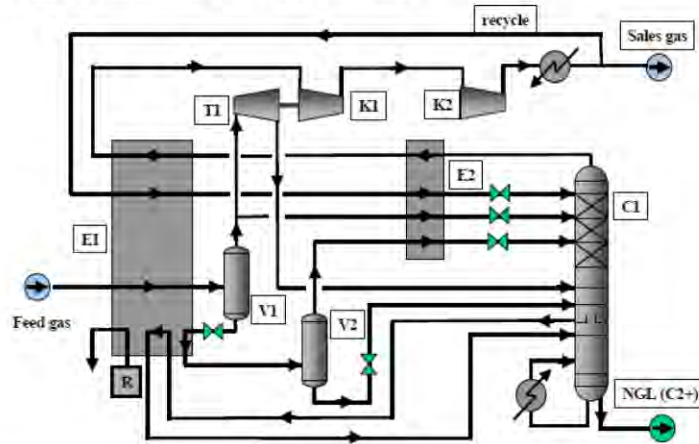 recycle
Sales gas
T1
K1
K2
E2
C1
E1
V1
Feed gas
V2
R
NGL (C2+)